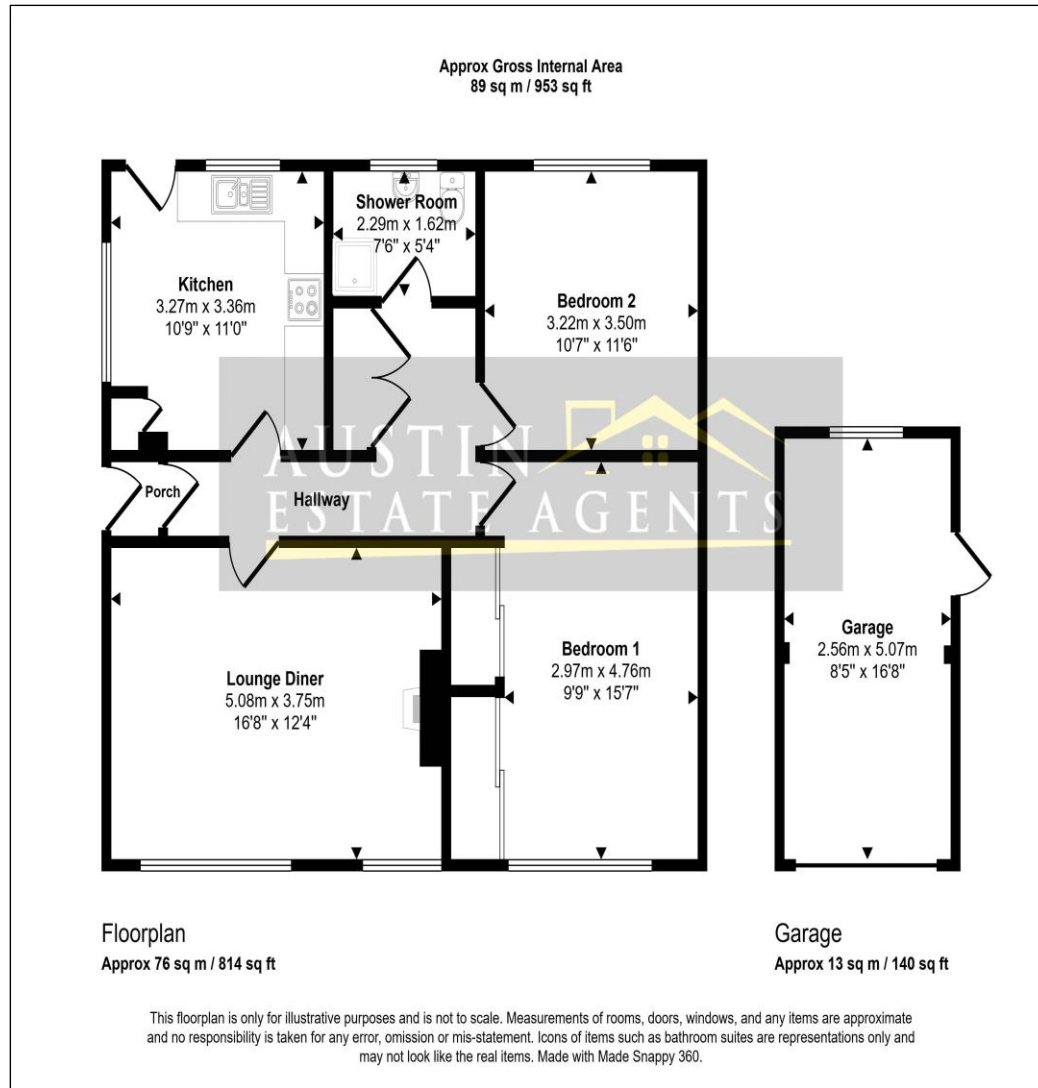 Approx Gross Internal Area
89 sq m / 953 sq ft
Shower Room
2.29m x 1.62m
7'6" x 5'4"
Kitchen
3.27m x 3.36m
10'9" x 11'0"
Bedroom 2
3.22m x 3.50m
10'7" x 11'6"
AUSTIN
ESTATE AGENTS
Porch
Hallway
Lounge Diner
5.08m x 3.75m
16'8" x 12'4"
Bedroom 1
2.97m x 4.76m
9'9" x 15'7"
Garage
2.56m x 5.07m
8'5" x 16'8"
Floorplan
Approx 76 sq m / 814 sq ft
Garage
Approx 13 sq m / 140 sq ft
This floorplan is only for illustrative purposes and is not to scale. Measurements of rooms, doors, windows, and any items are approximate
and no responsibility is taken for any error, omission or mis-statement. Icons of items such as bathroom suites are representations only and
may not look like the real items. Made with Made Snappy 360.